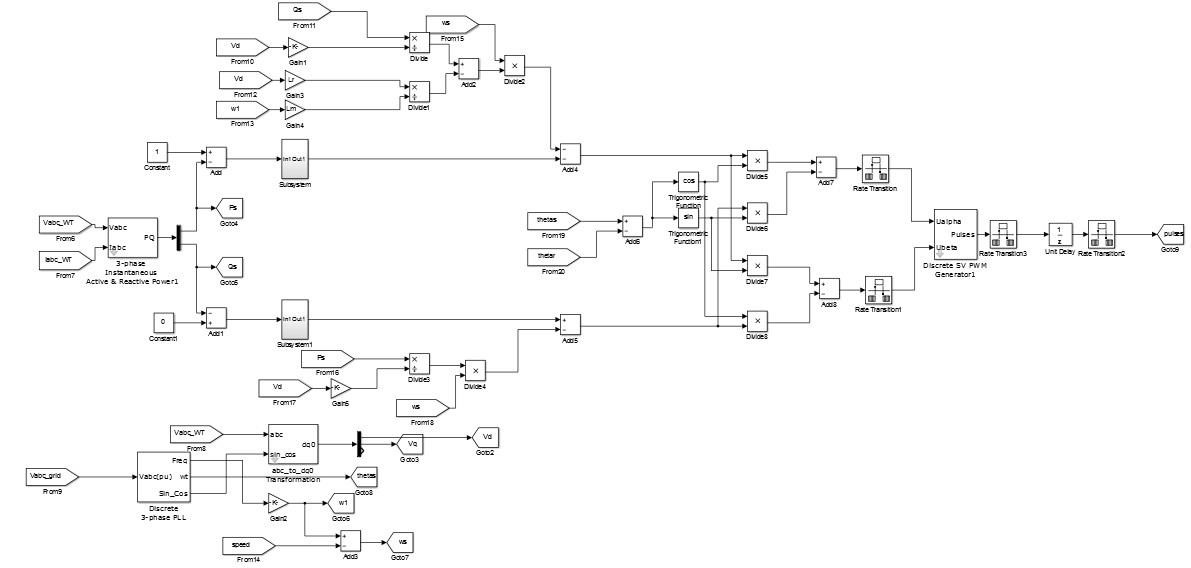 Qs
From11
ws
From15
×
÷
Divide
Vd
From10
-K-
Gain1
+
−
Add2
×
Divide2
Vd
From12
Lr
Gain3
×
÷
Divide1
w1
From13
Lm
Gain4
1
Constant
+
−
Add
In1 Out1
Subsystem
−
−
Add4
×
Divide5
+
−
Add7
Rate Transition
cos
Trigonometric
Function
Ps
Goto4
thetas
From19
+
−
Add6
sin
Trigonometric
Function1
×
Divide6
Vabc_WT
From6
Vabc
Iabc
PQ
3-phase
Instantaneous
Active & Reactive Power1
Iabc_WT
From7
thetar
From20
Ualpha
Pulses
Ubeta
Discrete SV PWM
Generator1
Rate Transition3
1
z
Unit Delay
Rate Transition2
pulses
Goto9
Qs
Goto5
×
Divide7
+
−
Add8
Rate Transition1
0
Constant1
−
+
Add1
In1 Out1
Subsystem1
+
−
Add5
×
Divide8
Ps
From16
×
÷
Divide3
×
Divide4
Vd
From17
-K-
Gain5
ws
From18
Vabc_WT
From8
abc
sin_cos
dq0
abc_to_dq0
Transformation
Vq
Goto3
Vd
Goto2
Vabc_grid
From9
Vabc(pu)
Freq
wt
Sin_Cos
Discrete
3-phase PLL
thetas
Goto8
-K-
Gain2
w1
Goto6
speed
From14
+
−
Add3
ws
Goto7